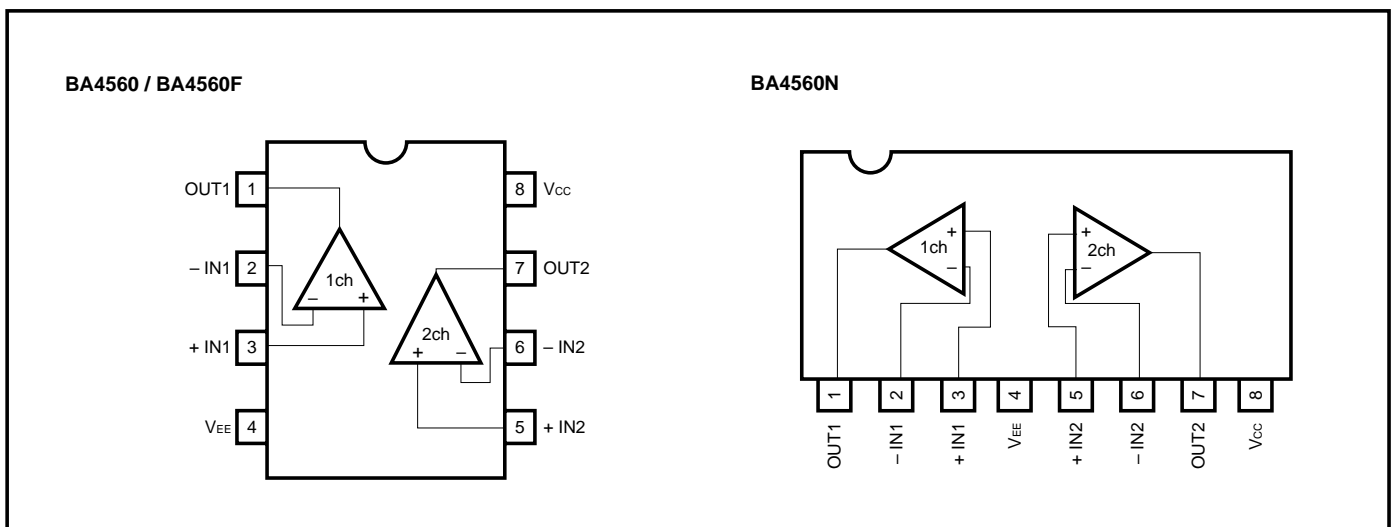 BA4560 / BA4560F
OUT1 1
– IN1 2
+ IN1 3
VEE 4
8 VCC
7 OUT2
6 – IN2
5 + IN2
1ch
– +
2ch
+ –
BA4560N
1ch
+
–
2ch
+
–
1 2 3 4 5 6 7 8
OUT1
– IN1
+ IN1
VEE
+ IN2
– IN2
OUT2
VCC